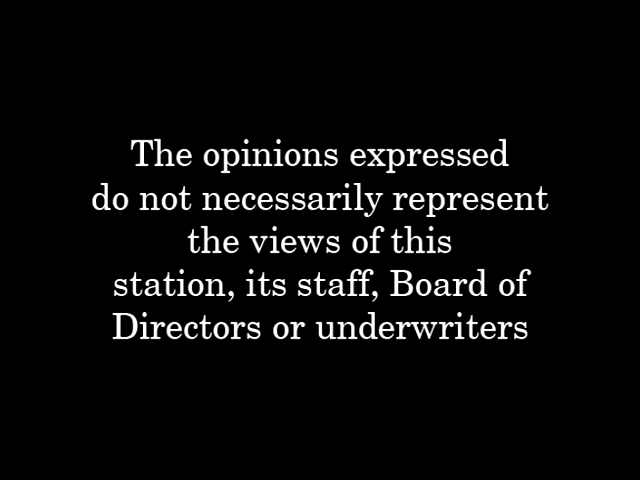 The opinions expressed
do not necessarily represent
the views of this
station, its staff, Board of
Directors or underwriters